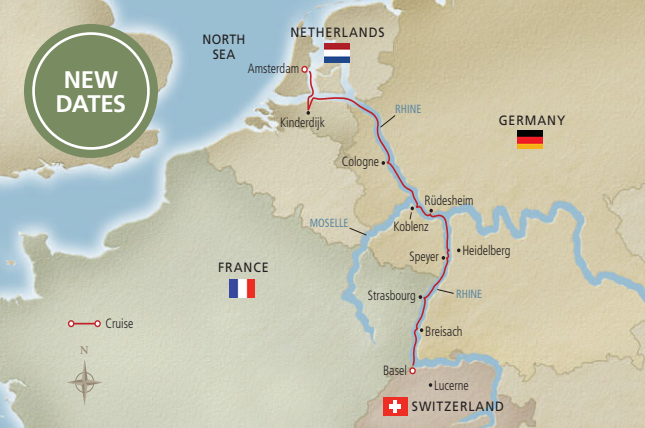 NEW
DATES
NORTH
SEA
NETHERLANDS
Amsterdam
Kinderdijk
RHINE
GERMANY
Cologne
Rüdesheim
Koblenz
MOSELLE
Heidelberg
Speyer
FRANCE
Strasbourg
RHINE
Cruise
Breisach
N
Basel
Lucerne
SWITZERLAND